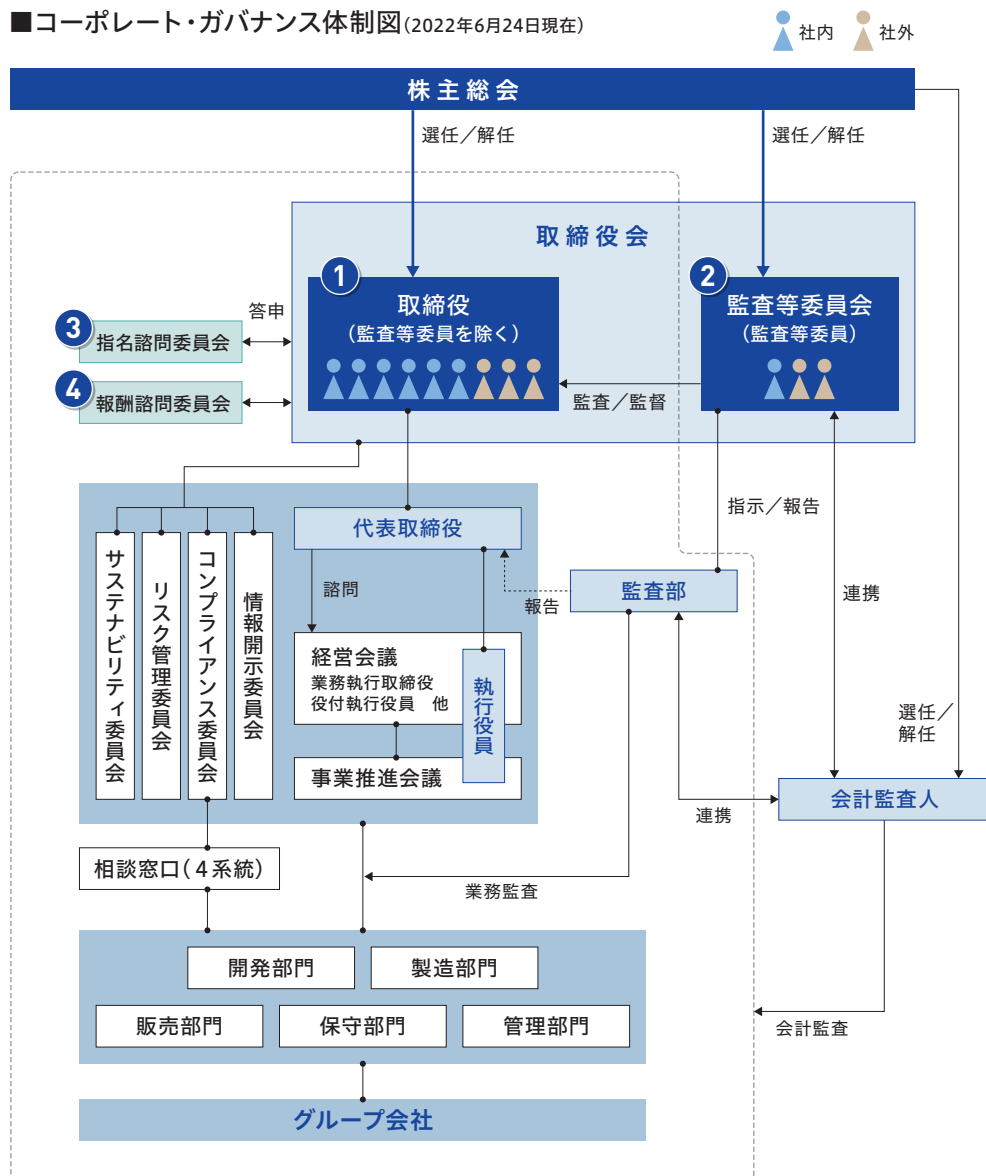 ■コーポレート・ガバナンス体制図(2022年6月24日現在)
社内
社外
株主総会
選任／解任
選任／解任
取締役会
1
取締役
（監査等委員を除く）
2
監査等委員会
（監査等委員）
答申
3
指名諮問委員会
4
報酬諮問委員会
監査／監督
代表取締役
指示／報告
サステナビリティ委員会
リスク管理委員会
コンプライアンス委員会
情報開示委員会
諮問
報告
監査部
連携
経営会議
業務執行取締役
役付執行役員　他
執行役員
事業推進会議
選任／
解任
会計監査人
連携
相談窓口（4系統）
業務監査
開発部門
製造部門
販売部門
保守部門
管理部門
会計監査
グループ会社